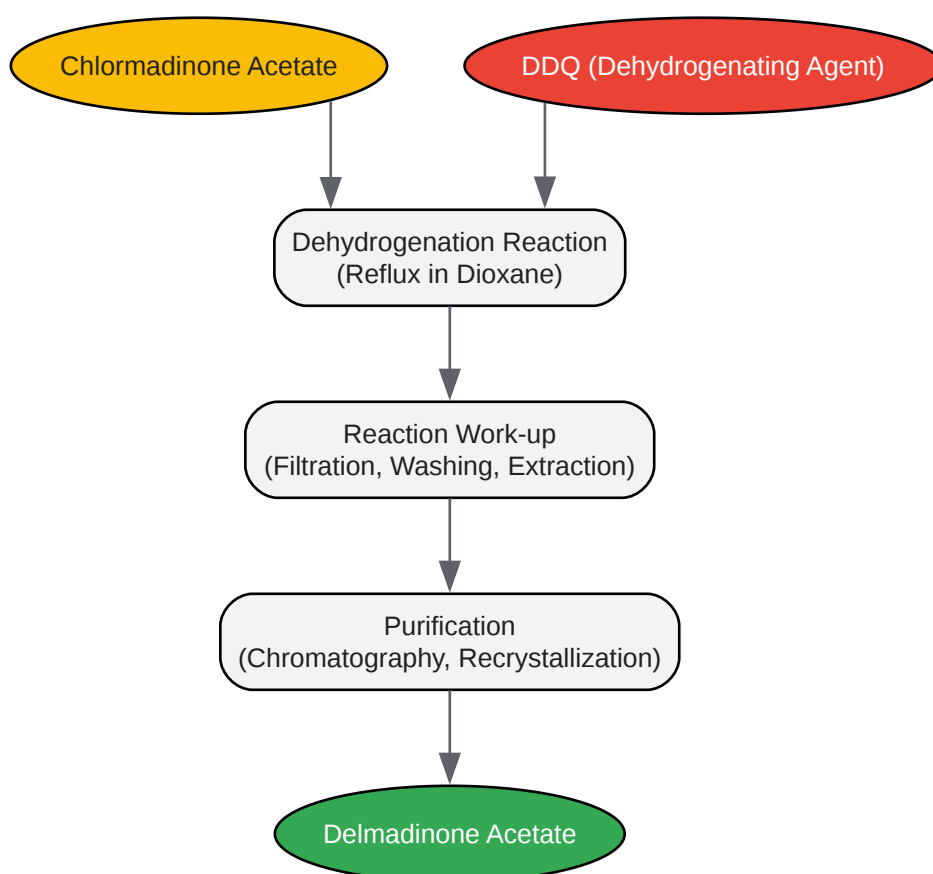 Chlormadinone Acetate
DDQ (Dehydrogenating Agent)
Dehydrogenation Reaction
(Reflux in Dioxane)
Reaction Work-up
(Filtration, Washing, Extraction)
Purification
(Chromatography, Recrystallization)
Delmadinone Acetate